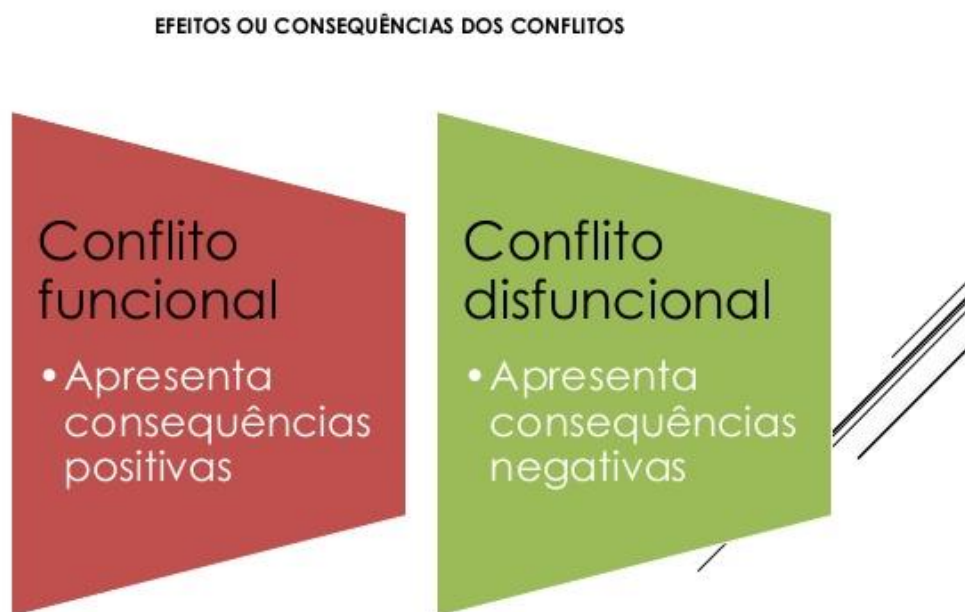 EFEITOS OU CONSEQUÊNCIAS DOS CONFLITOS
Conflito
funcional
•Apresenta
consequências
positivas
Conflito
disfuncional
•Apresenta
consequências
negativas